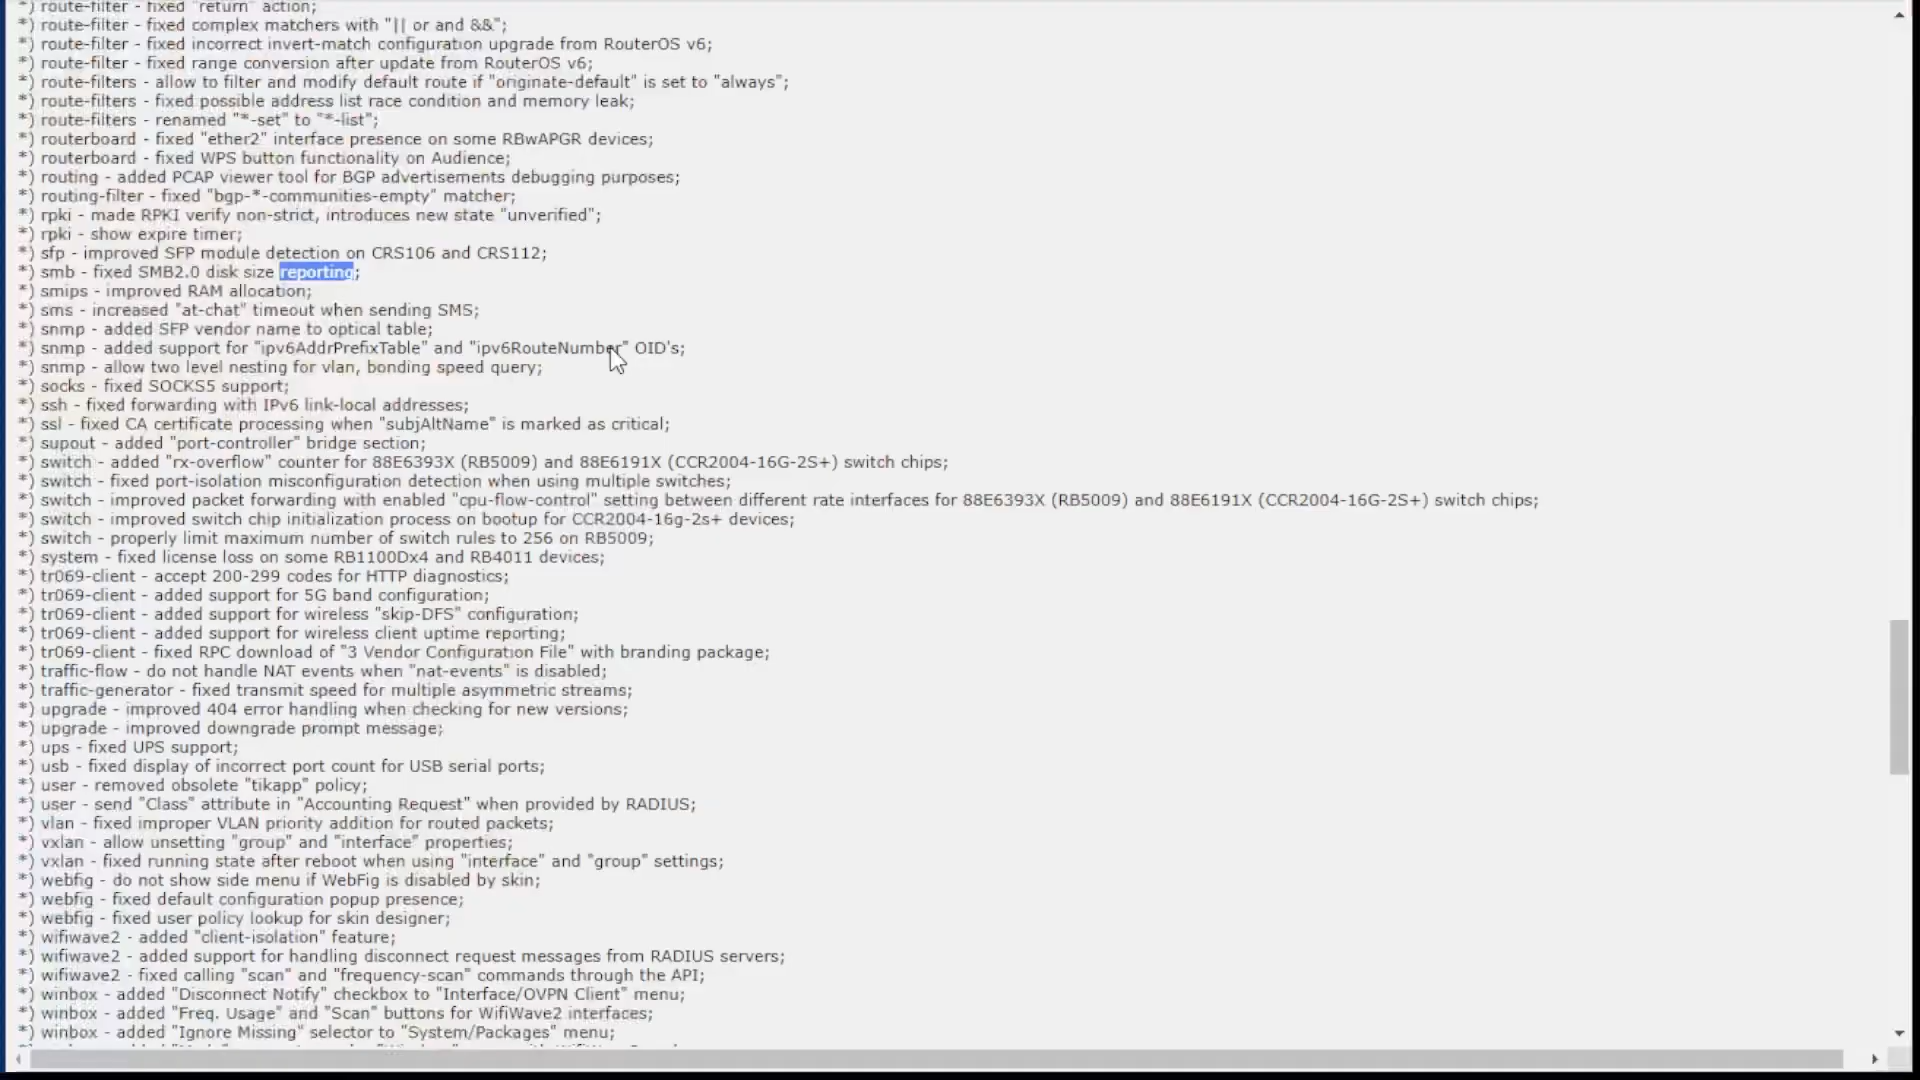 *) route-filter - fixed "return" action;
*) route-filter - fixed complex matchers with "|| or and &&";
*) route-filter - fixed incorrect invert-match configuration upgrade from RouterOS v6;
*) route-filter - fixed range conversion after update from RouterOS v6;
*) route-filters - allow to filter and modify default route if "originate-default" is set to "always";
*) route-filters - fixed possible address list race condition and memory leak;
*) route-filters - renamed "*-set" to "*-list";
*) routerboard - fixed "ether2" interface presence on some RBwAPGR devices;
*) routerboard - fixed WPS button functionality on Audience;
*) routing - added PCAP viewer tool for BGP advertisements debugging purposes;
*) routing-filter - fixed "bgp-*-communities-empty" matcher;
*) rpki - made RPKI verify non-strict, introduces new state "unverified";
*) rpki - show expire timer;
*) sfp - improved SFP module detection on CRS106 and CRS112;
*) smb - fixed SMB2.0 disk size reporting;
*) smips - improved RAM allocation;
*) sms - increased "at-chat" timeout when sending SMS;
*) snmp - added SFP vendor name to optical table;
*) snmp - added support for "ipv6AddrPrefixTable" and "ipv6RouteNumber" OID's;
*) snmp - allow two level nesting for vlan, bonding speed query;
*) socks - fixed SOCKS5 support;
*) ssh - fixed forwarding with IPv6 link-local addresses;
*) ssl - fixed CA certificate processing when "subjAltName" is marked as critical;
*) supout - added "port-controller" bridge section;
*) switch - added "rx-overflow" counter for 88E6393X (RB5009) and 88E6191X (CCR2004-16G-2S+) switch chips;
*) switch - fixed port-isolation misconfiguration detection when using multiple switches;
*) switch - improved packet forwarding with enabled "cpu-flow-control" setting between different rate interfaces for 88E6393X (RB5009) and 88E6191X (CCR2004-16G-2S+) switch chips;
*) switch - improved switch chip initialization process on bootup for CCR2004-16g-2s+ devices;
*) switch - properly limit maximum number of switch rules to 256 on RB5009;
*) system - fixed license loss on some RB1100Dx4 and RB4011 devices;
*) tr069-client - accept 200-299 codes for HTTP diagnostics;
*) tr069-client - added support for 5G band configuration;
*) tr069-client - added support for wireless "skip-DFS" configuration;
*) tr069-client - added support for wireless client uptime reporting;
*) tr069-client - fixed RPC download of "3 Vendor Configuration File" with branding package;
*) traffic-flow - do not handle NAT events when "nat-events" is disabled;
*) traffic-generator - fixed transmit speed for multiple asymmetric streams;
*) upgrade - improved 404 error handling when checking for new versions;
*) upgrade - improved downgrade prompt message;
*) ups - fixed UPS support;
*) usb - fixed display of incorrect port count for USB serial ports;
*) user - removed obsolete "tikapp" policy;
*) user - send "Class" attribute in "Accounting Request" when provided by RADIUS;
*) vlan - fixed improper VLAN priority addition for routed packets;
*) vxlan - allow unsetting "group" and "interface" properties;
*) vxlan - fixed running state after reboot when using "interface" and "group" settings;
*) webfig - do not show side menu if WebFig is disabled by skin;
*) webfig - fixed default configuration popup presence;
*) webfig - fixed user policy lookup for skin designer;
*) wifiwave2 - added "client-isolation" feature;
*) wifiwave2 - added support for handling disconnect request messages from RADIUS servers;
*) wifiwave2 - fixed calling "scan" and "frequency-scan" commands through the API;
*) winbox - added "Disconnect Notify" checkbox to "Interface/OVPN Client" menu;
*) winbox - added "Freq. Usage" and "Scan" buttons for WifiWave2 interfaces;
*) winbox - added "Ignore Missing" selector to "System/Packages" menu;